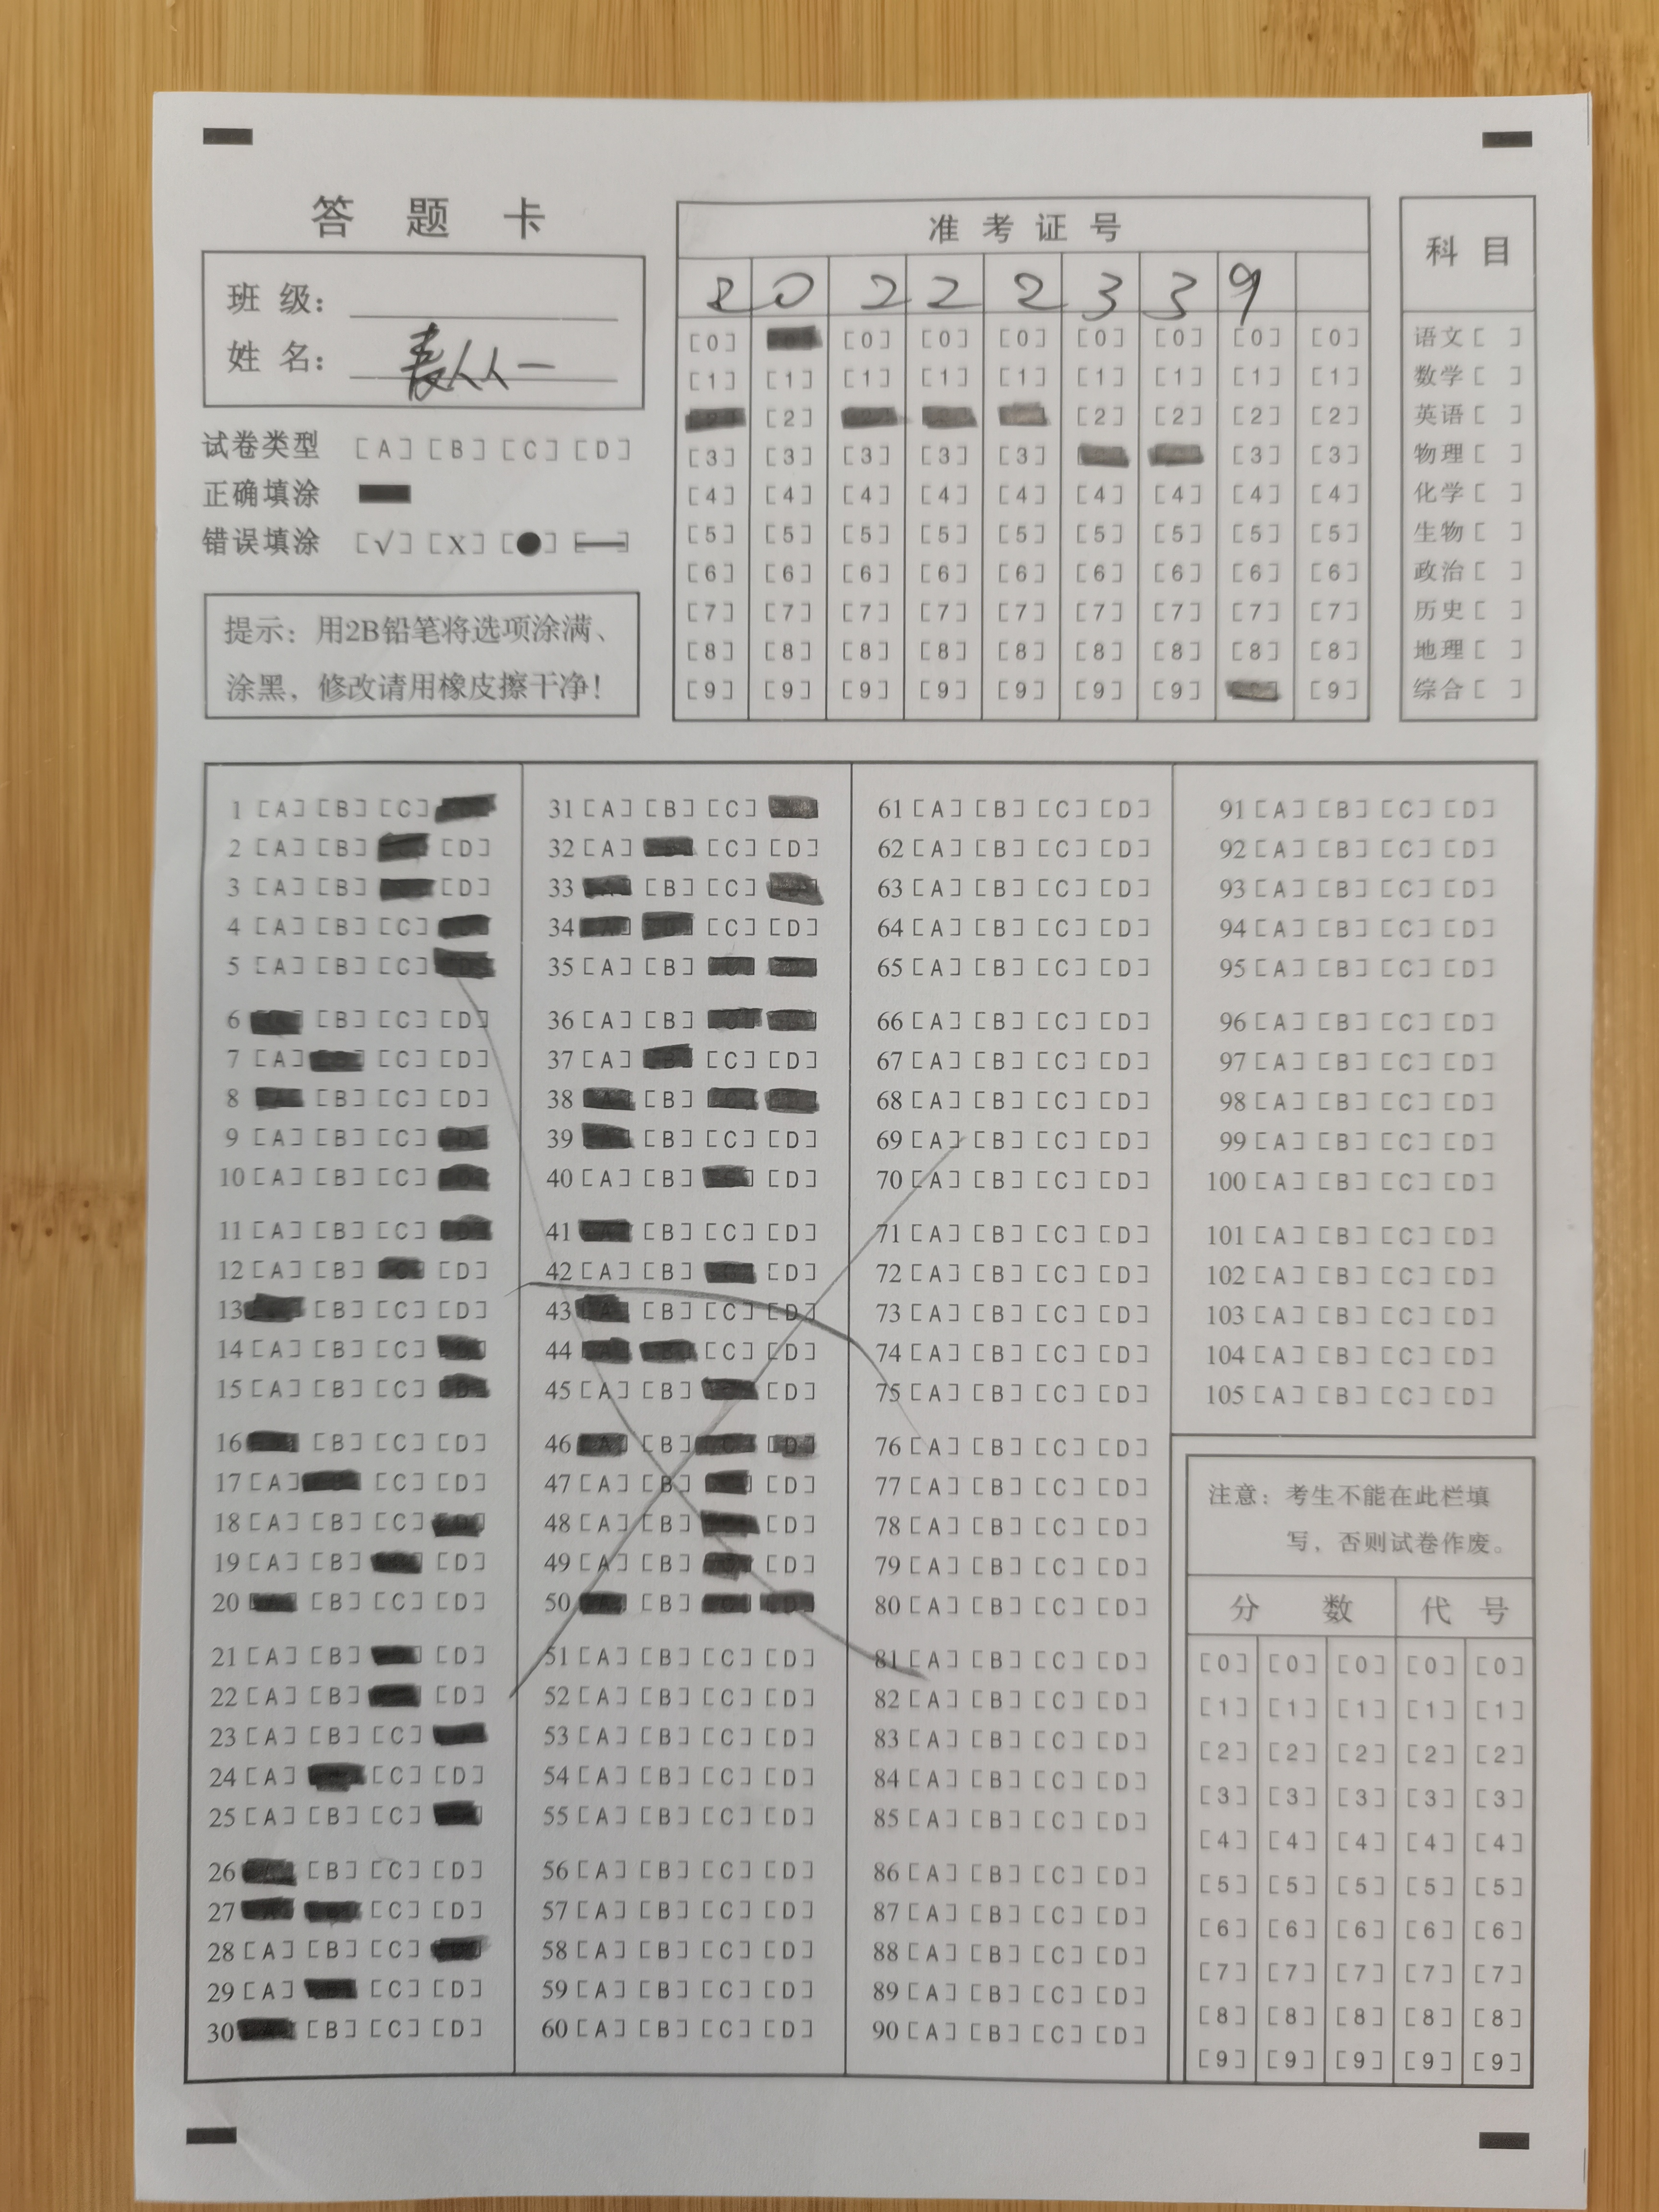 答 题 卡
班 级:
姓 名: 袁人人一
试卷类型 [A] [B] [C] [D]
正确填涂
错误填涂 [√] [X] [●] [—]
提示: 用2B铅笔将选项涂满、
涂黑, 修改请用橡皮擦干净!
准 考 证 号
2 0 2 2 2 3 3 9
[0] [0] [0] [0] [0] [0] [0] [0]
[1] [1] [1] [1] [1] [1] [1] [1] [1]
[2] [2] [2] [2] [2]
[3] [3] [3] [3] [3] [3] [3]
[4] [4] [4] [4] [4] [4] [4] [4] [4]
[5] [5] [5] [5] [5] [5] [5] [5] [5]
[6] [6] [6] [6] [6] [6] [6] [6] [6]
[7] [7] [7] [7] [7] [7] [7] [7] [7]
[8] [8] [8] [8] [8] [8] [8] [8] [8]
[9] [9] [9] [9] [9] [9] [9] [9]
科 目
语文 [ ]
数学 [ ]
英语 [ ]
物理 [ ]
化学 [ ]
生物 [ ]
政治 [ ]
历史 [ ]
地理 [ ]
综合 [ ]
1 [A] [B] [C]
2 [A] [B] [D]
3 [A] [B] [D]
4 [A] [B] [C]
5 [A] [B] [C]
6 [B] [C] [D]
7 [A] [C] [D]
8 [B] [C] [D]
9 [A] [B] [C]
10 [A] [B] [C]
11 [A] [B] [C]
12 [A] [B] [D]
13 [B] [C] [D]
14 [A] [B] [C]
15 [A] [B] [C]
16 [B] [C] [D]
17 [A] [C] [D]
18 [A] [B] [C]
19 [A] [B] [D]
20 [B] [C] [D]
21 [A] [B] [D]
22 [A] [B] [D]
23 [A] [B] [C]
24 [A] [C] [D]
25 [A] [B] [C]
26 [B] [C] [D]
27 [C] [D]
28 [A] [B] [C]
29 [A] [C] [D]
30 [B] [C] [D]
31 [A] [B] [C]
32 [A] [C] [D]
33 [B] [C]
34 [C] [D]
35 [A] [B]
36 [A] [B]
37 [A] [C] [D]
38 [B]
39 [B] [C] [D]
40 [A] [B] [D]
41 [B] [C] [D]
42 [A] [B] [D]
43 [B] [C] [D]
44 [C] [D]
45 [A] [B] [D]
46 [B]
47 [A] [B] [D]
48 [A] [B] [D]
49 [A] [B] [D]
50 [B]
51 [A] [B] [C] [D]
52 [A] [B] [C] [D]
53 [A] [B] [C] [D]
54 [A] [B] [C] [D]
55 [A] [B] [C] [D]
56 [A] [B] [C] [D]
57 [A] [B] [C] [D]
58 [A] [B] [C] [D]
59 [A] [B] [C] [D]
60 [A] [B] [C] [D]
61 [A] [B] [C] [D]
62 [A] [B] [C] [D]
63 [A] [B] [C] [D]
64 [A] [B] [C] [D]
65 [A] [B] [C] [D]
66 [A] [B] [C] [D]
67 [A] [B] [C] [D]
68 [A] [B] [C] [D]
69 [A] [B] [C] [D]
70 [A] [B] [C] [D]
71 [A] [B] [C] [D]
72 [A] [B] [C] [D]
73 [A] [B] [C] [D]
74 [A] [B] [C] [D]
75 [A] [B] [C] [D]
76 [A] [B] [C] [D]
77 [A] [B] [C] [D]
78 [A] [B] [C] [D]
79 [A] [B] [C] [D]
80 [A] [B] [C] [D]
81 [A] [B] [C] [D]
82 [A] [B] [C] [D]
83 [A] [B] [C] [D]
84 [A] [B] [C] [D]
85 [A] [B] [C] [D]
86 [A] [B] [C] [D]
87 [A] [B] [C] [D]
88 [A] [B] [C] [D]
89 [A] [B] [C] [D]
90 [A] [B] [C] [D]
91 [A] [B] [C] [D]
92 [A] [B] [C] [D]
93 [A] [B] [C] [D]
94 [A] [B] [C] [D]
95 [A] [B] [C] [D]
96 [A] [B] [C] [D]
97 [A] [B] [C] [D]
98 [A] [B] [C] [D]
99 [A] [B] [C] [D]
100 [A] [B] [C] [D]
101 [A] [B] [C] [D]
102 [A] [B] [C] [D]
103 [A] [B] [C] [D]
104 [A] [B] [C] [D]
105 [A] [B] [C] [D]
注意: 考生不能在此栏填
写, 否则试卷作废。
分 数 代 号
[0] [0] [0] [0] [0]
[1] [1] [1] [1] [1]
[2] [2] [2] [2] [2]
[3] [3] [3] [3] [3]
[4] [4] [4] [4] [4]
[5] [5] [5] [5] [5]
[6] [6] [6] [6] [6]
[7] [7] [7] [7] [7]
[8] [8] [8] [8] [8]
[9] [9] [9] [9] [9]